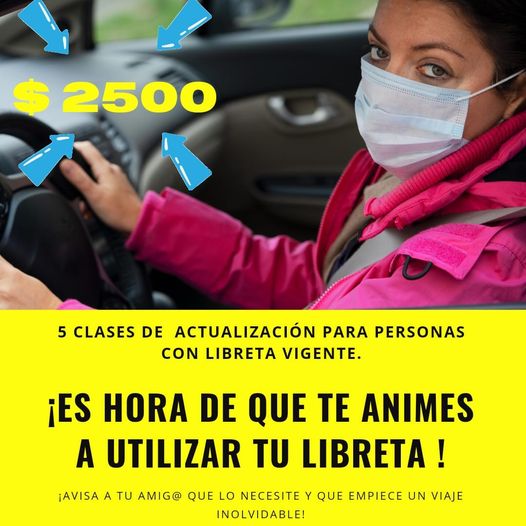 $ 2500
5 CLASES DE ACTUALIZACIÓN PARA PERSONAS
CON LIBRETA VIGENTE.
¡ES HORA DE QUE TE ANIMES
A UTILIZAR TU LIBRETA !
¡AVISA A TU AMIG@ QUE LO NECESITE Y QUE EMPIECE UN VIAJE
INOLVIDABLE!